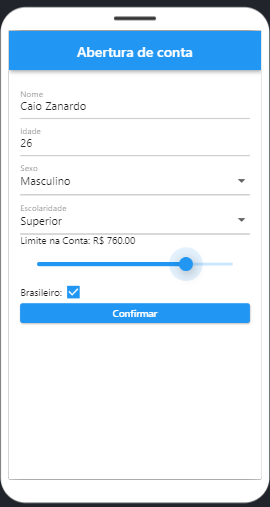 Abertura de conta
Nome
Caio Zanardo
Idade
26
Sexo
Masculino
Escolaridade
Superior
Limite na Conta: R$ 760.00
Brasileiro:
Confirmar